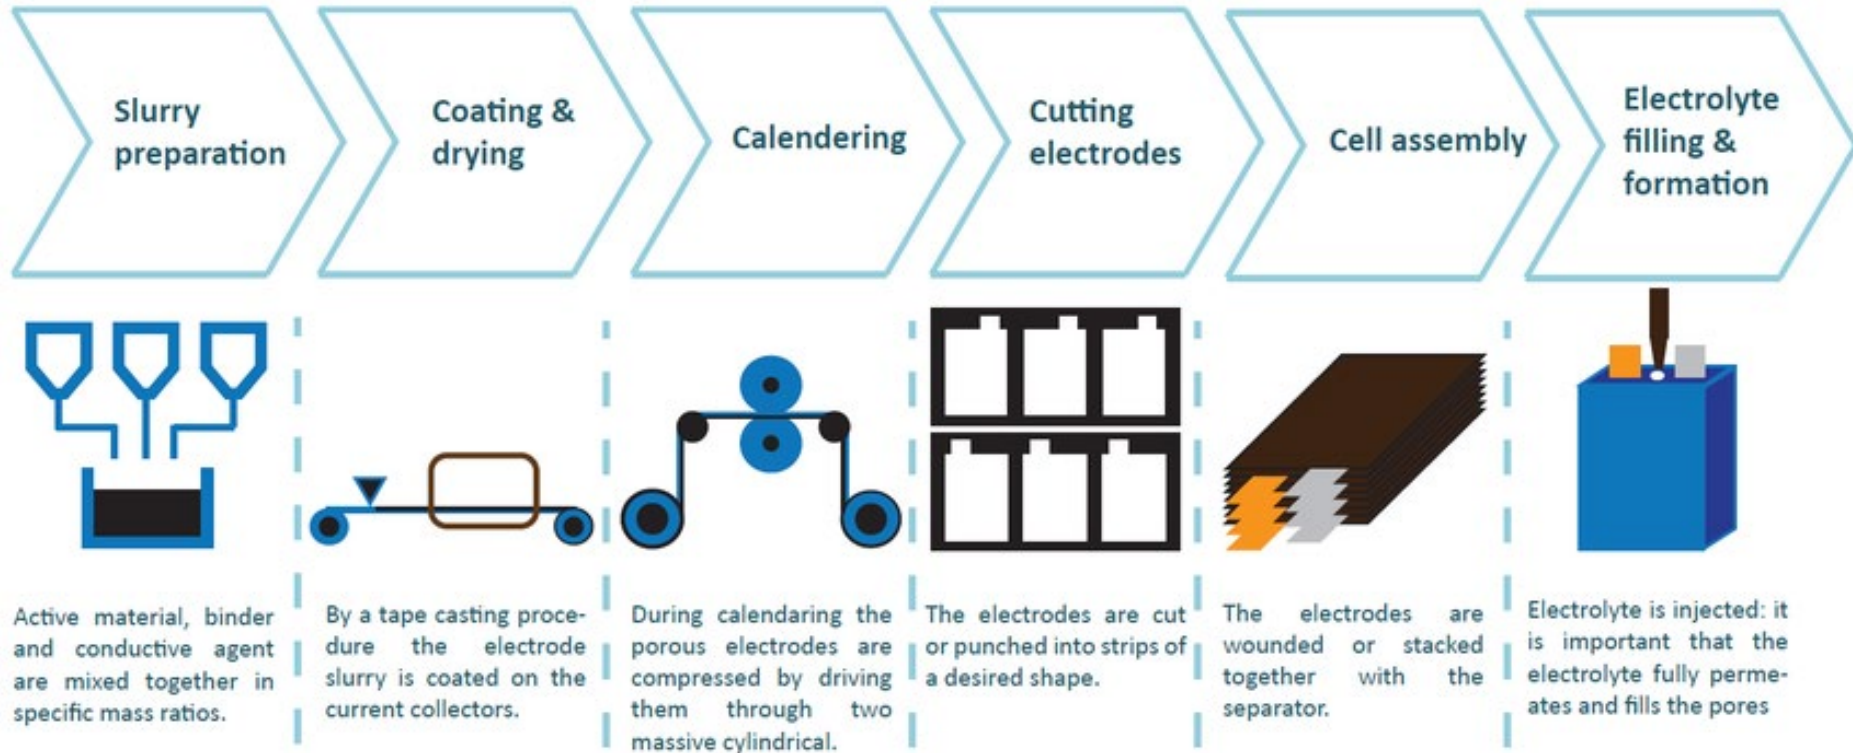 Slurry
preparation
Coating &
drying
Calendering
Cutting
electrodes
Cell assembly
Electrolyte
filling &
formation
Active material, binder
and conductive agent
are mixed together in
specific mass ratios.
By a tape casting proce-
dure the electrode
slurry is coated on the
current collectors.
During calendaring the
porous electrodes are
compressed by driving
them through two
massive cylindrical.
The electrodes are cut
or punched into strips of
a desired shape.
The electrodes are
wounded or stacked
together with the
separator.
Electrolyte is injected: it
is important that the
electrolyte fully perme-
ates and fills the pores